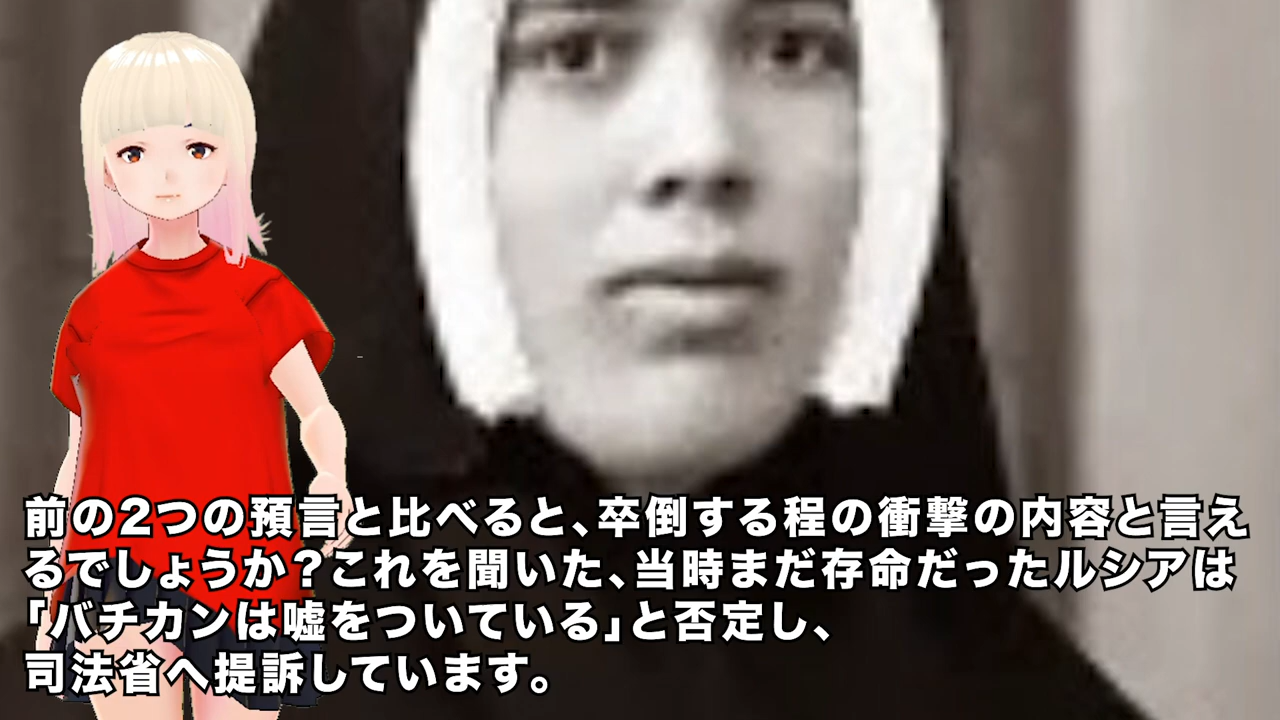 前の2つの預言と比べると、卒倒する程の衝撃の内容と言え
るでしょうか?これを聞いた、当時まだ存命だったルシアは
「バチカンは嘘をついている」と否定し、
司法省へ提訴しています。